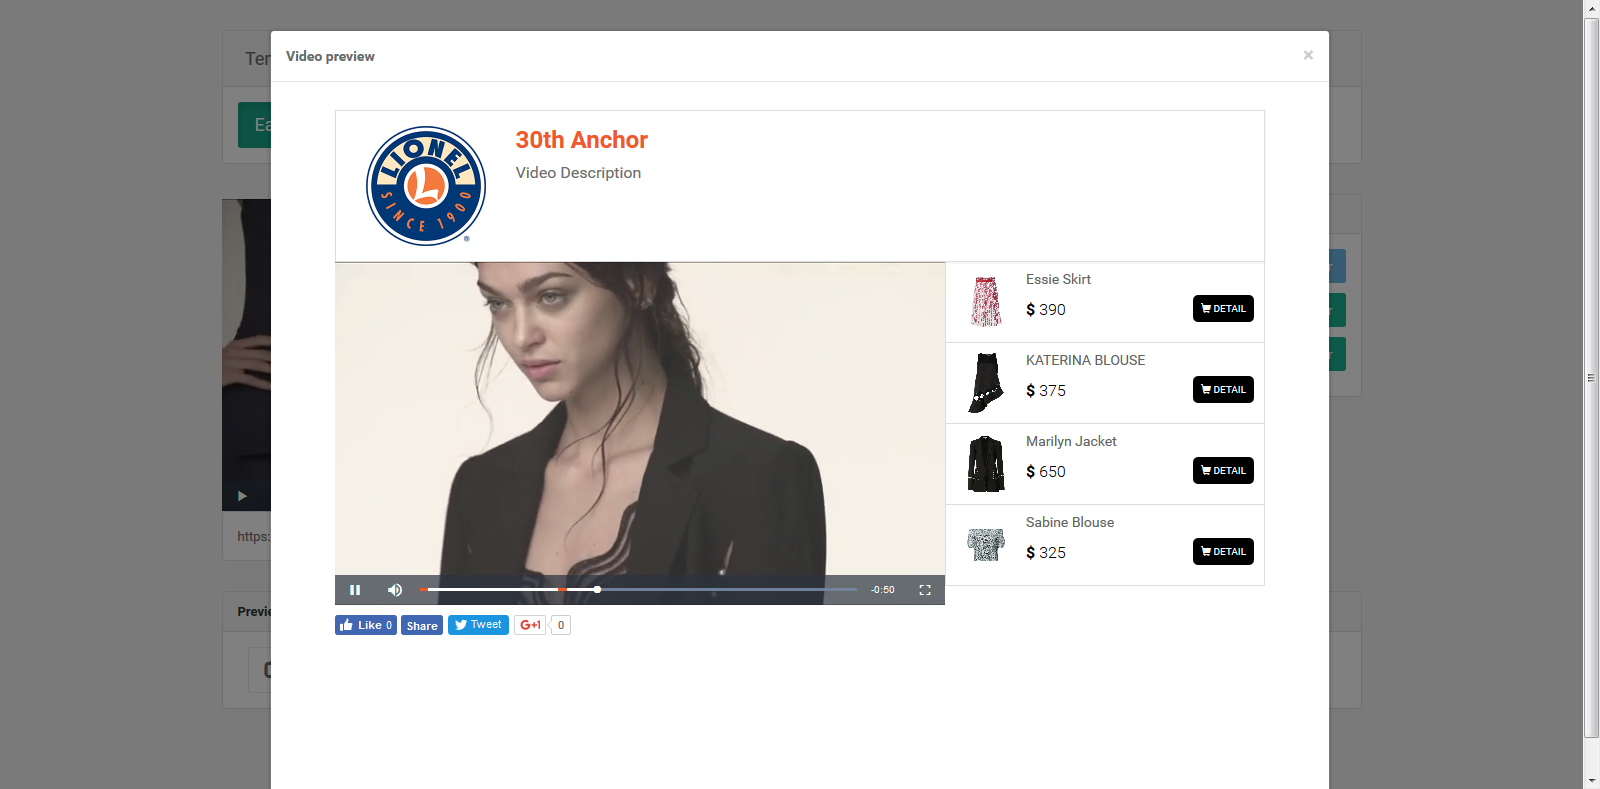 Video preview
×
Ter
Ea
LIONEL
L
SINCE 1900
®
30th Anchor
Video Description
Essie Skirt
$ 390
DETAIL
KATERINA BLOUSE
$ 375
DETAIL
Marilyn Jacket
$ 650
DETAIL
Sabine Blouse
$ 325
DETAIL
-0:50
https:
Previe
Like 0
Share
Tweet
G+1
0